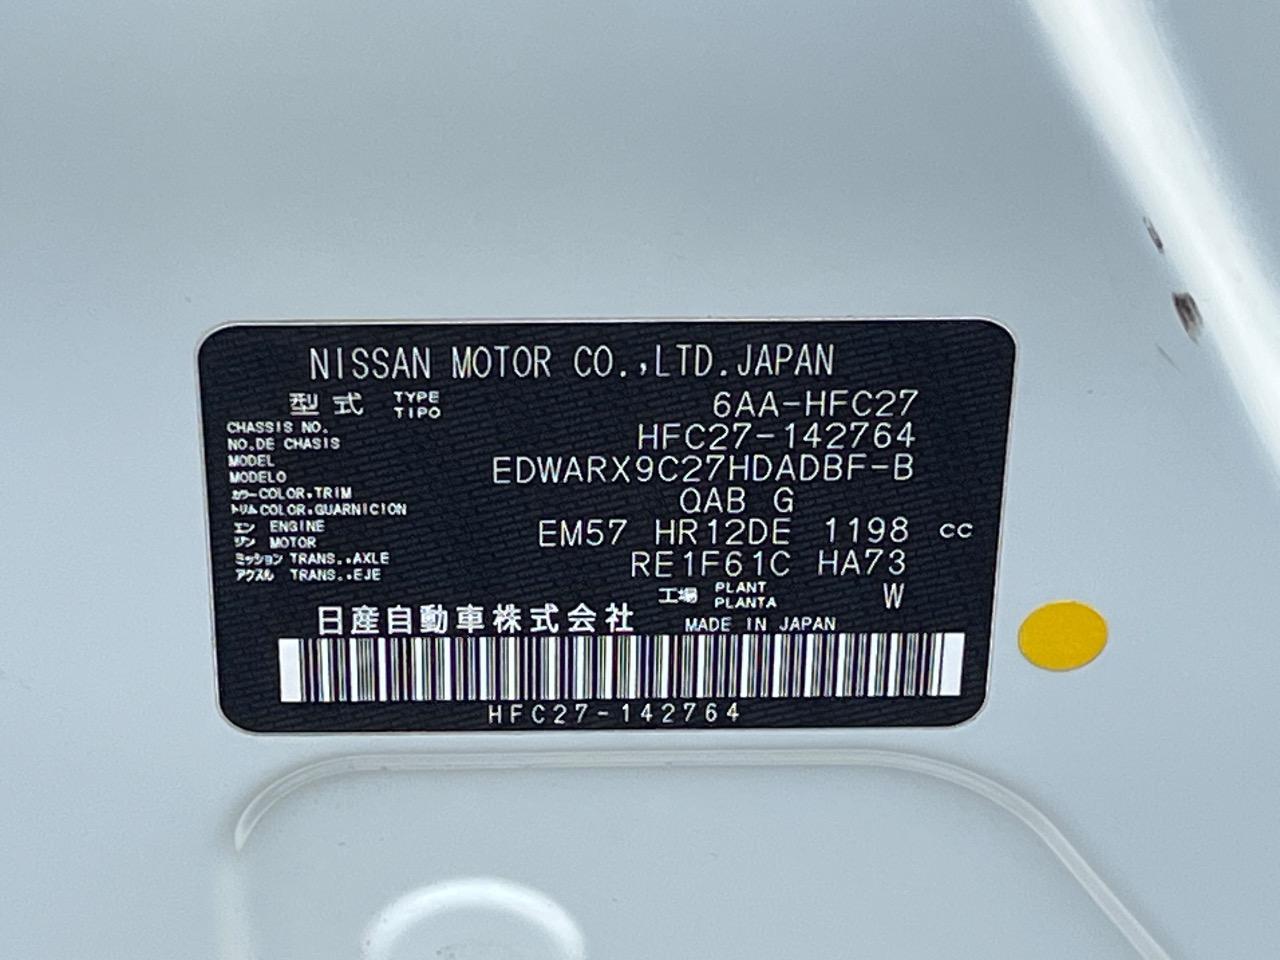 NISSAN MOTOR CO.,LTD.JAPAN
型式 TYPE TIPO 6AA-HFC27
CHASSIS NO. NO.DE CHASIS HFC27-142764
MODEL MODELO EDWARX9C27HDADBF-B
カラー COLOR,TRIM トリム COLOR,GUARNICION QAB G
エン ENGINE ジン MOTOR EM57 HR12DE 1198 cc
ミッション TRANS.,AXLE アクスル TRANS.,EJE RE1F61C HA73
工場 PLANT PLANTA W
日産自動車株式会社 MADE IN JAPAN
HFC27-142764